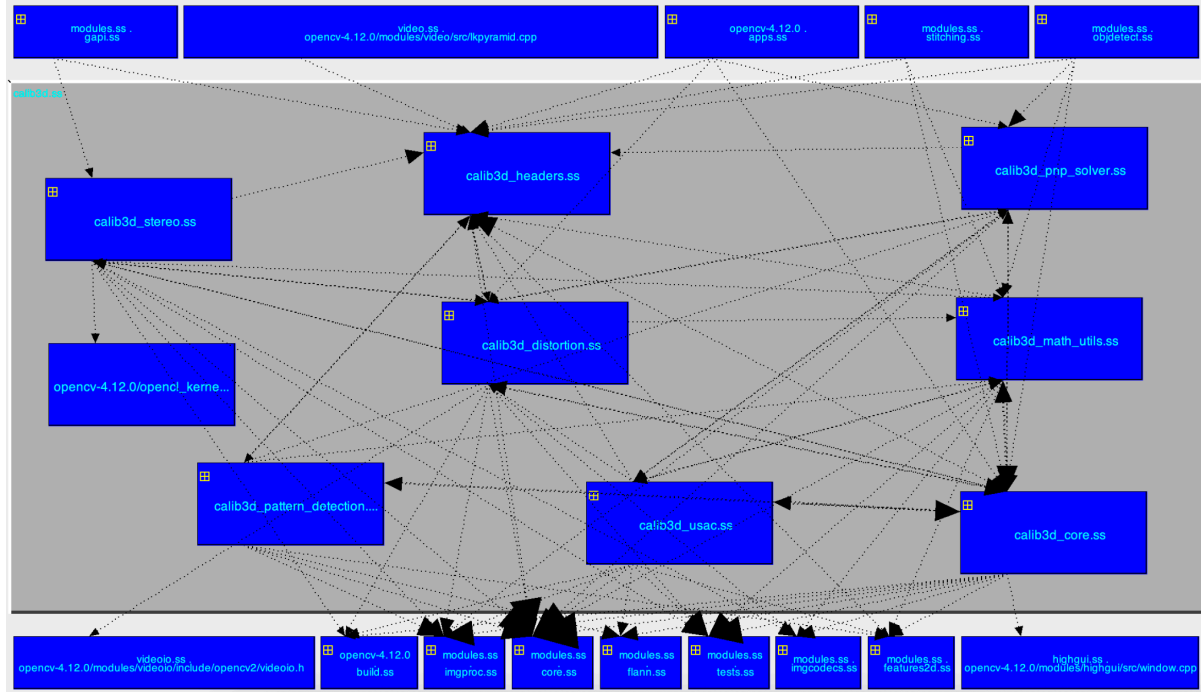 modules.ss .
gapi.ss
video.ss .
opencv-4.12.0/modules/video/src/lkpyramid.cpp
opencv-4.12.0 .
apps.ss
modules.ss .
stitching.ss
modules.ss .
objdetect.ss
calib3d.ss
calib3d_headers.ss
calib3d_pnp_solver.ss
calib3d_stereo.ss
calib3d_distortion.ss
calib3d_math_utils.ss
opencv-4.12.0/opencl_kerne...
calib3d_pattern_detection....
calib3d_usac.ss
calib3d_core.ss
videoio.ss .
opencv-4.12.0/modules/videoio/include/opencv2/videoio.h
opencv-4.12.0
build.ss
modules.ss
imgproc.ss
modules.ss
core.ss
modules.ss
flann.ss
modules.ss
tests.ss
modules.ss .
imgcodecs.ss
modules.ss .
features2d.ss
highgui.ss .
opencv-4.12.0/modules/highgui/src/window.cpp